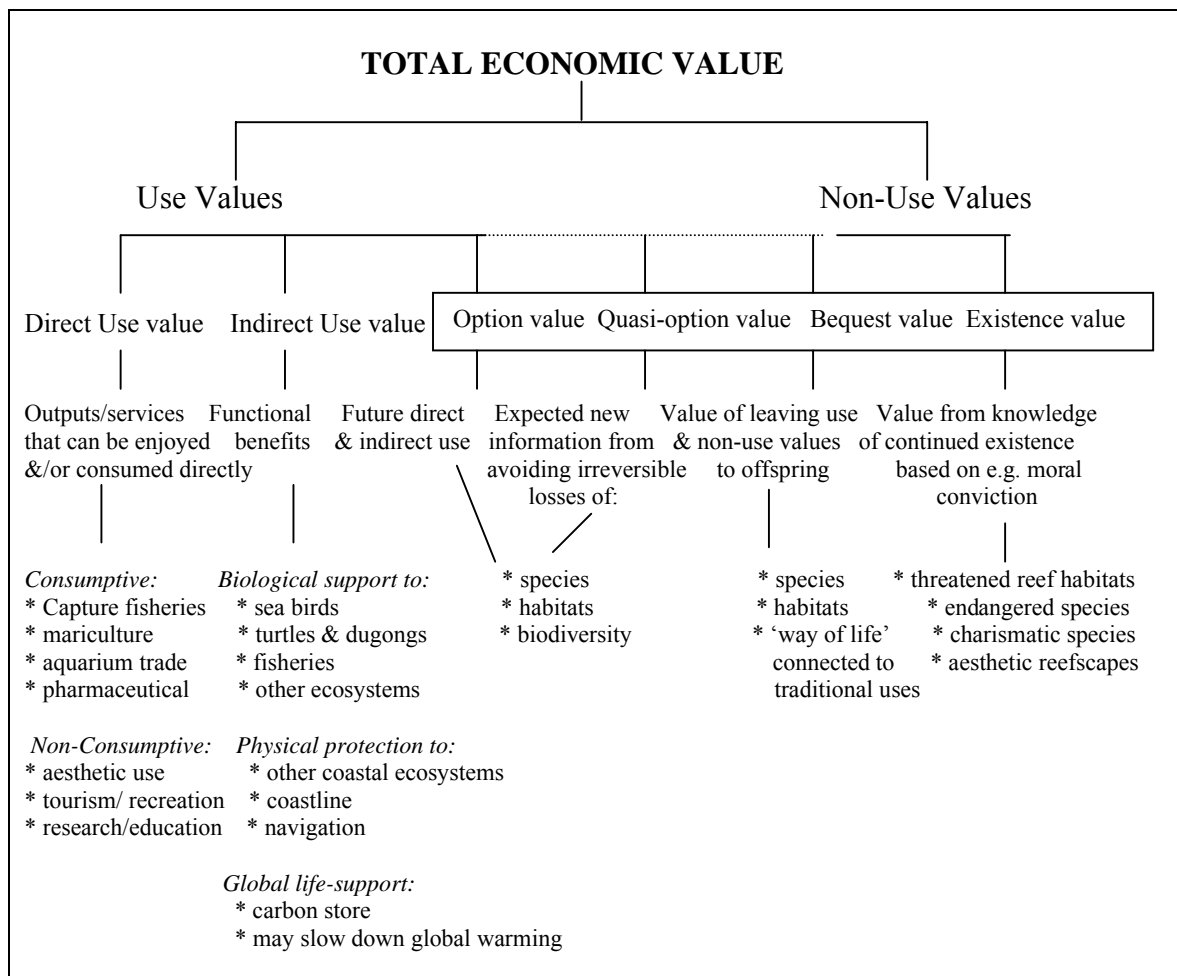 TOTAL ECONOMIC VALUE
Use Values
Non-Use Values
Direct Use value
Indirect Use value
Option value
Quasi-option value
Bequest value
Existence value
Outputs/services
that can be enjoyed
&/or consumed directly
Functional
benefits
Future direct
& indirect use
Expected new
information from
avoiding irreversible
losses of:
Value of leaving use
& non-use values
to offspring
Value from knowledge
of continued existence
based on e.g. moral
conviction
Consumptive:
* Capture fisheries
* mariculture
* aquarium trade
* pharmaceutical
Non-Consumptive:
* aesthetic use
* tourism/ recreation
* research/education
Biological support to:
* sea birds
* turtles & dugongs
* fisheries
* other ecosystems
Physical protection to:
* other coastal ecosystems
* coastline
* navigation
Global life-support:
* carbon store
* may slow down global warming
* species
* habitats
* biodiversity
* species
* habitats
* ‘way of life’
connected to
traditional uses
* threatened reef habitats
* endangered species
* charismatic species
* aesthetic reefscapes